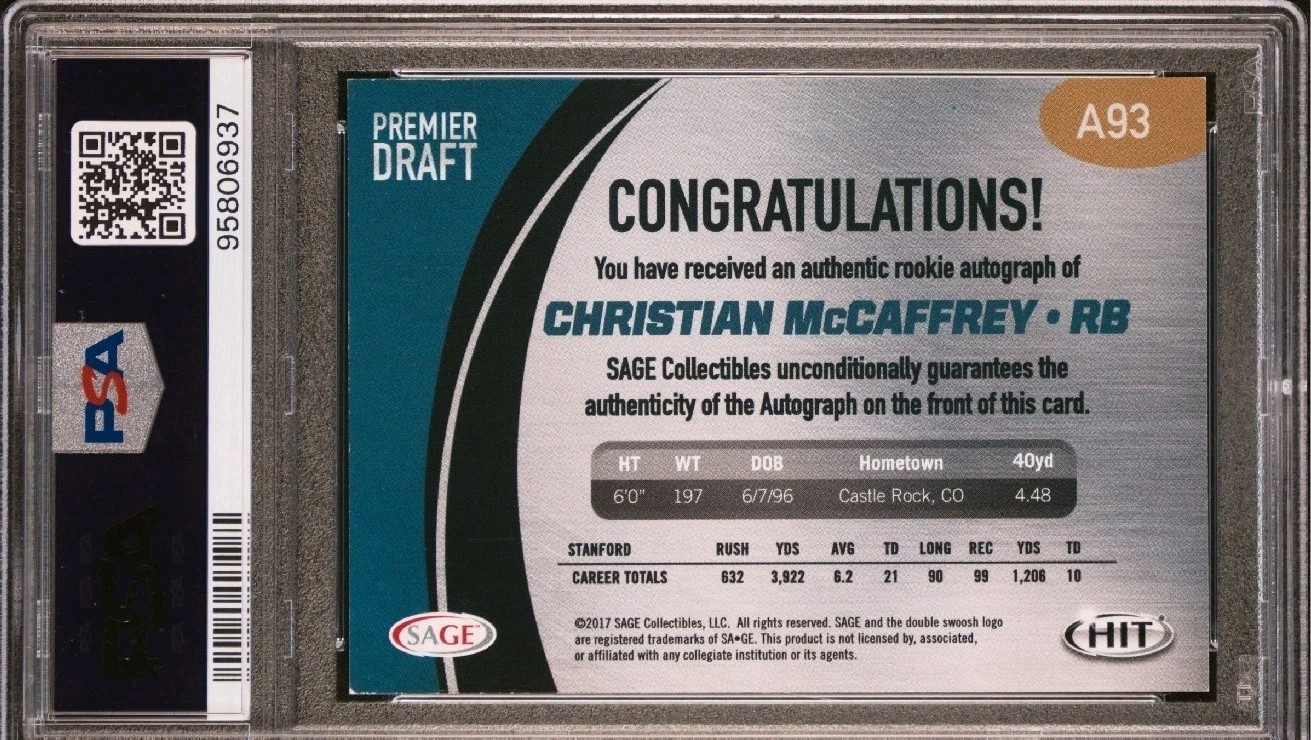 95806937
PSA
PREMIER
DRAFT
A93
CONGRATULATIONS!
You have received an authentic rookie autograph of
CHRISTIAN McCAFFREY • RB
SAGE Collectibles unconditionally guarantees the
authenticity of the Autograph on the front of this card.
HT WT DOB Hometown 40yd
6'0" 197 6/7/96 Castle Rock, CO 4.48
STANFORD RUSH YDS AVG TD LONG REC YDS TD
CAREER TOTALS 632 3,922 6.2 21 90 99 1,206 10
©2017 SAGE Collectibles, LLC. All rights reserved. SAGE and the double swoosh logo
are registered trademarks of SA•GE. This product is not licensed by, associated,
or affiliated with any collegiate institution or its agents.
SAGE
HIT
PSA